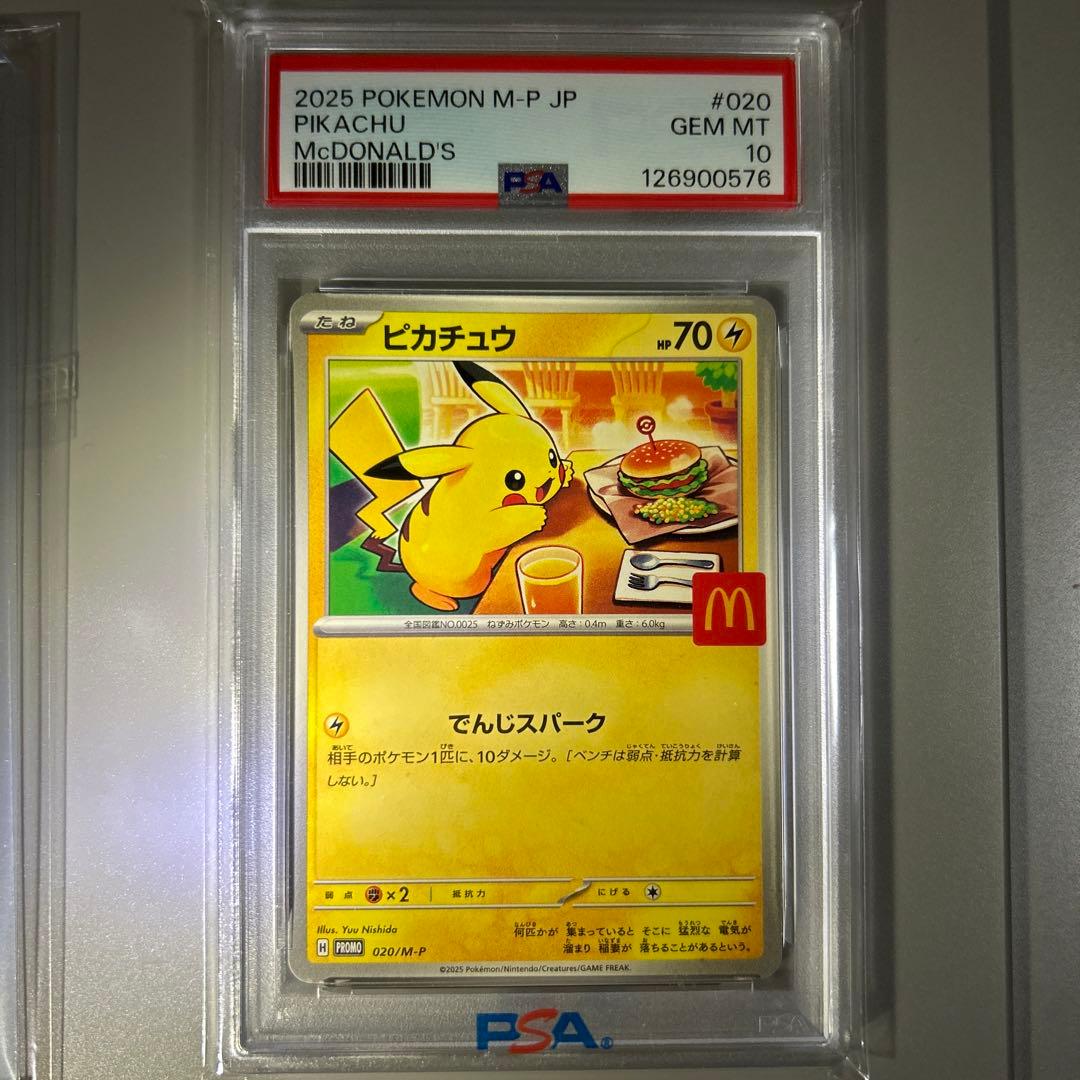 2025 POKEMON M-P JP #020
PIKACHU GEM MT
McDONALD'S 10
PSA 126900576
たね ピカチュウ HP70
全国図鑑NO.0025 ねずみポケモン 高さ:0.4m 重さ:6.0kg
M
でんじスパーク
相手のポケモン1匹に、10ダメージ。[ベンチは弱点・抵抗力を計算
しない。]
弱点 ×2 抵抗力 にげる
Illus. Yuu Nishida
何匹かが 集まっていると そこに 猛烈な 電気が
溜まり 稲妻が 落ちることがあるという。
H PROMO 020/M-P
©2025 Pokémon/Nintendo/Creatures/GAME FREAK.
PSA